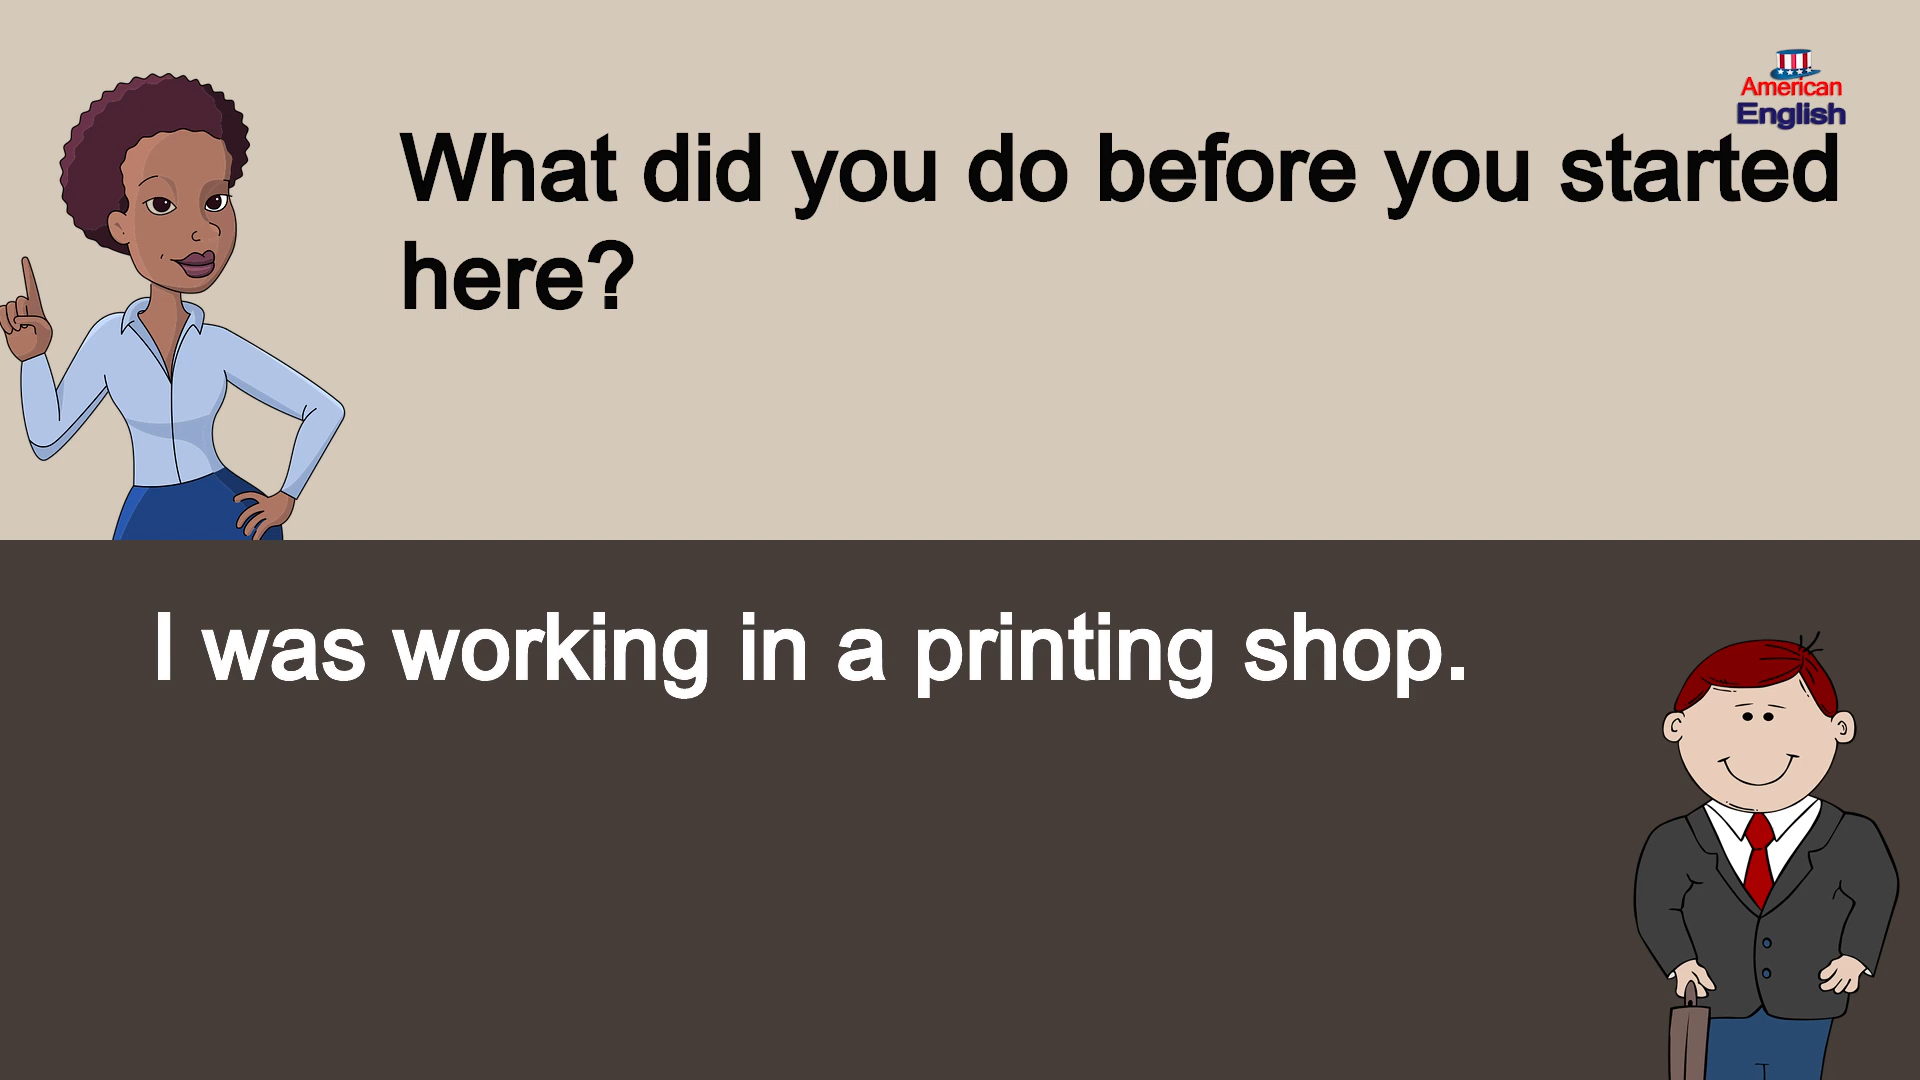 American
English
What did you do before you started
here?
I was working in a printing shop.